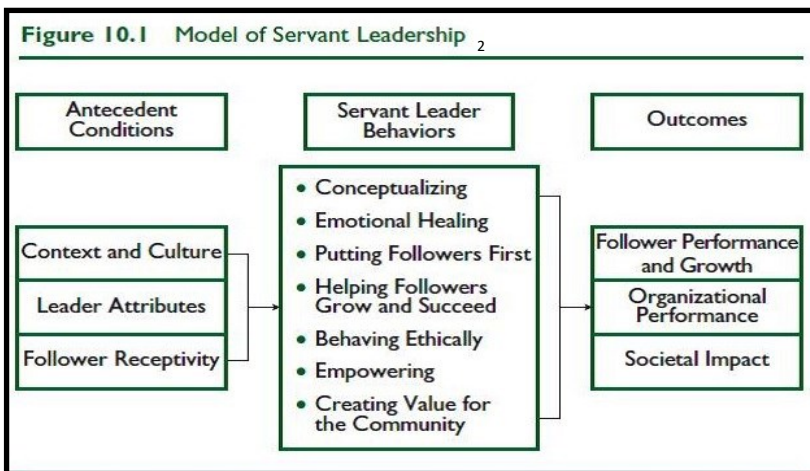 Figure 10.1 Model of Servant Leadership 2
Antecedent
Conditions
Servant Leader
Behaviors
Outcomes
Context and Culture
Leader Attributes
Follower Receptivity
• Conceptualizing
• Emotional Healing
• Putting Followers First
• Helping Followers
Grow and Succeed
• Behaving Ethically
• Empowering
• Creating Value for
the Community
Follower Performance
and Growth
Organizational
Performance
Societal Impact